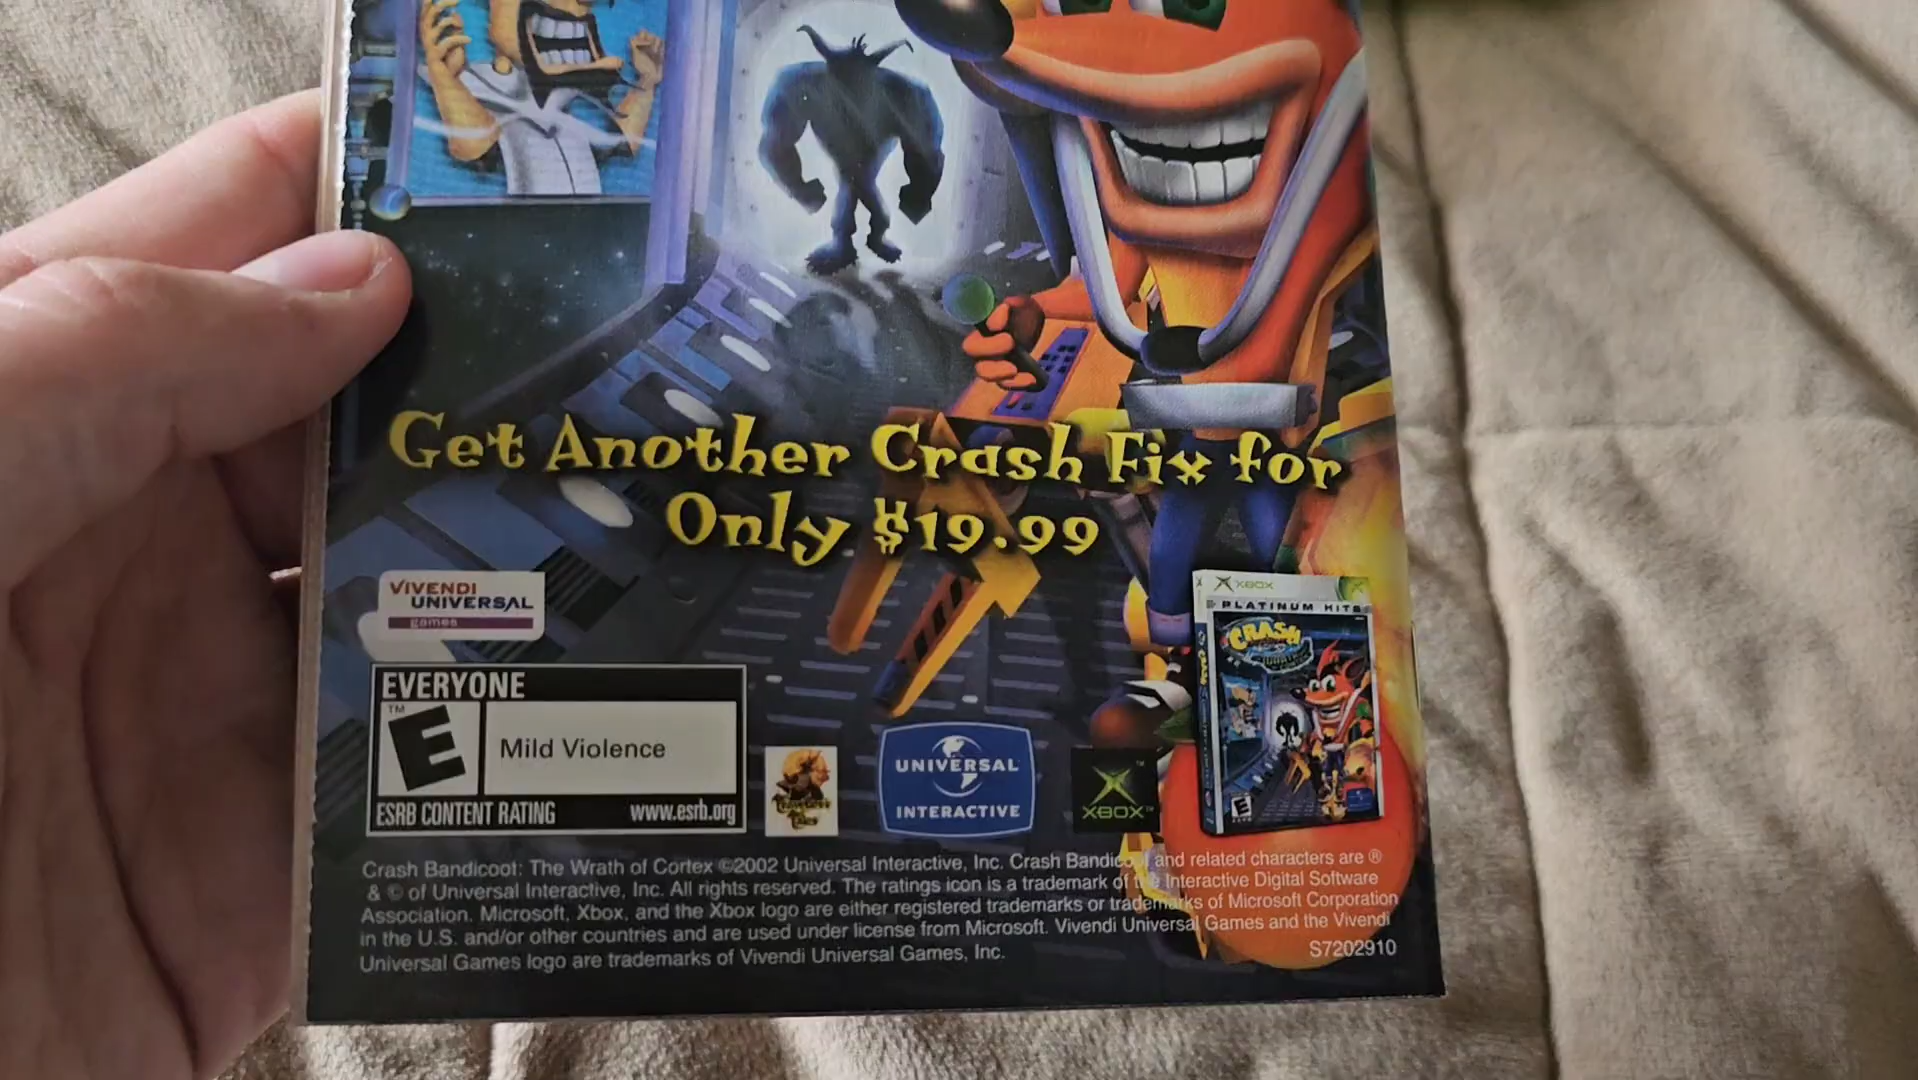 Get Another Crash Fix for
Only $19.99
VIVENDI
UNIVERSAL
games
XBOX
PLATINUM HITS
CRASH
EVERYONE
TM
E
Mild Violence
ESRB CONTENT RATING www.esrb.org
UNIVERSAL
INTERACTIVE
XBOX™
E
Crash Bandicoot: The Wrath of Cortex ©2002 Universal Interactive, Inc. Crash Bandicoot and related characters are ®
& © of Universal Interactive, Inc. All rights reserved. The ratings icon is a trademark of the Interactive Digital Software
Association. Microsoft, Xbox, and the Xbox logo are either registered trademarks or trademarks of Microsoft Corporation
in the U.S. and/or other countries and are used under license from Microsoft. Vivendi Universal Games and the Vivendi
Universal Games logo are trademarks of Vivendi Universal Games, Inc.
S7202910